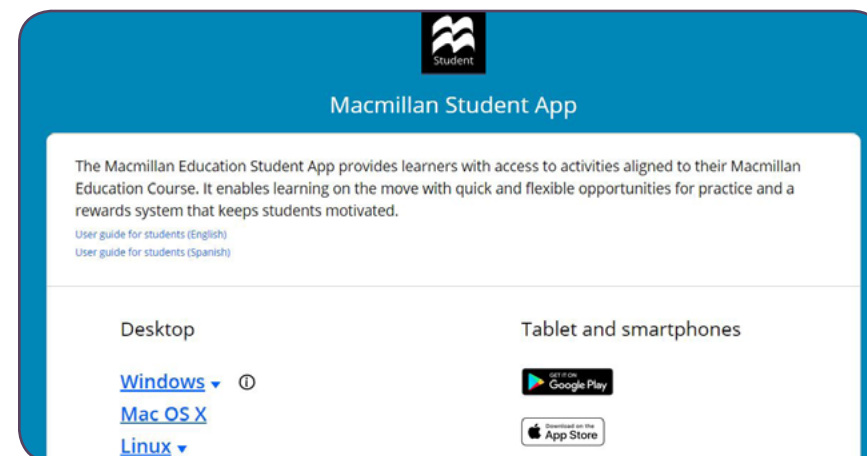 Student
Macmillan Student App
The Macmillan Education Student App provides learners with access to activities aligned to their Macmillan
Education Course. It enables learning on the move with quick and flexible opportunities for practice and a
rewards system that keeps students motivated.
User guide for students (English)
User guide for students (Spanish)
Desktop
Windows
Mac OS X
Linux
Tablet and smartphones
GET IT ON
Google Play
Download on the
App Store